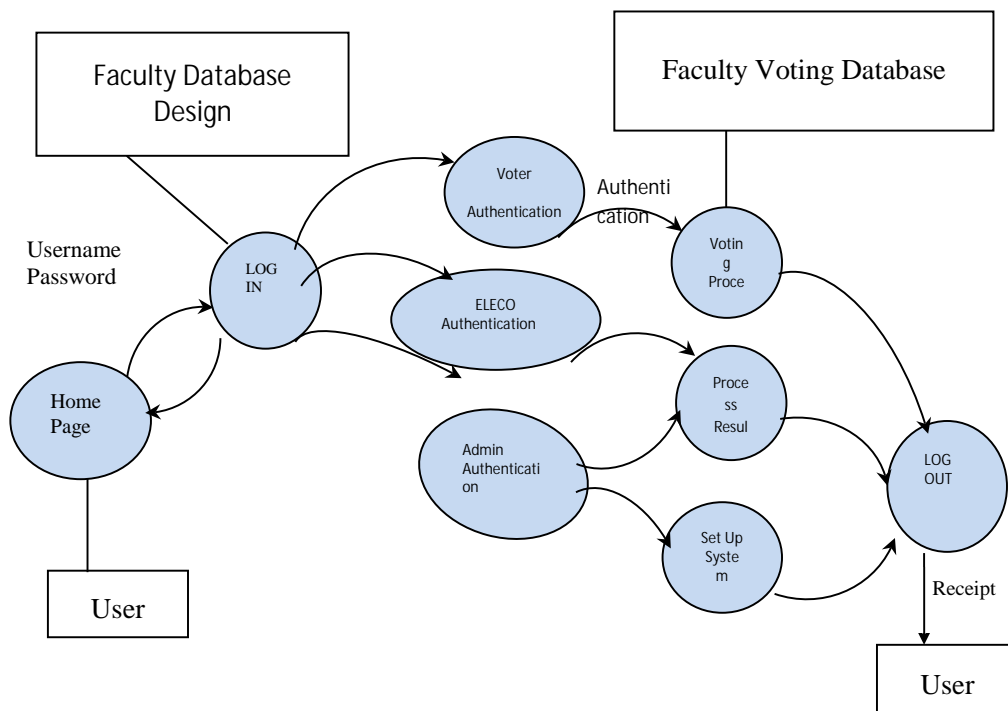 Faculty Database
Design
Faculty Voting Database
Voter
Authentication
Authenti
cation
Votin
g
Proce
Username
Password
LOG
IN
ELECO
Authentication
Home
Page
Proce
ss
Resul
Admin
Authenticati
on
LOG
OUT
Set Up
Syste
m
User
Receipt
User